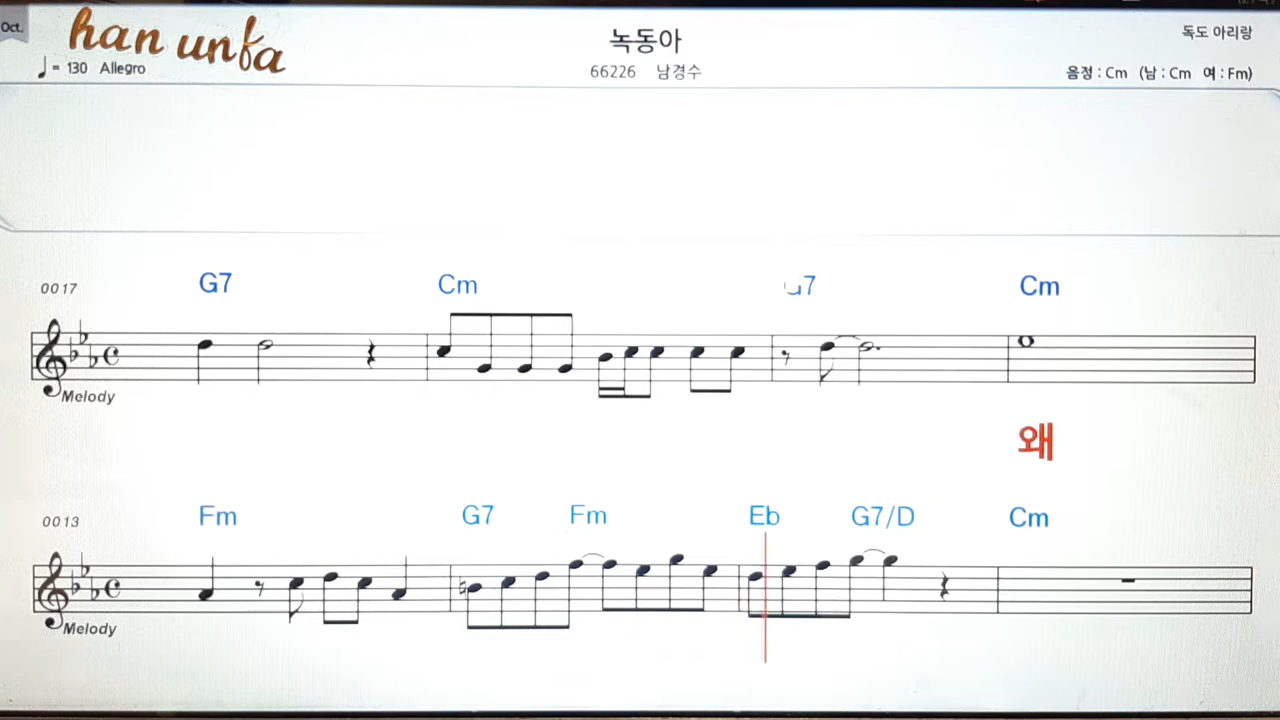 Oct.
han unfa
= 130 Allegro
녹동아
66226 남경수
독도 아리랑
음정 : Cm (남 : Cm 여 : Fm)
0017
G7 Cm G7 Cm
Melody
왜
0013
Fm G7 Fm Eb G7/D Cm
Melody